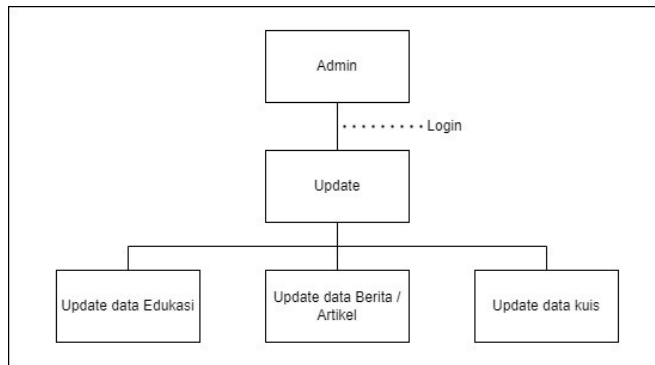 Admin
Login
Update
Update data Edukasi
Update data Berita /
Artikel
Update data kuis